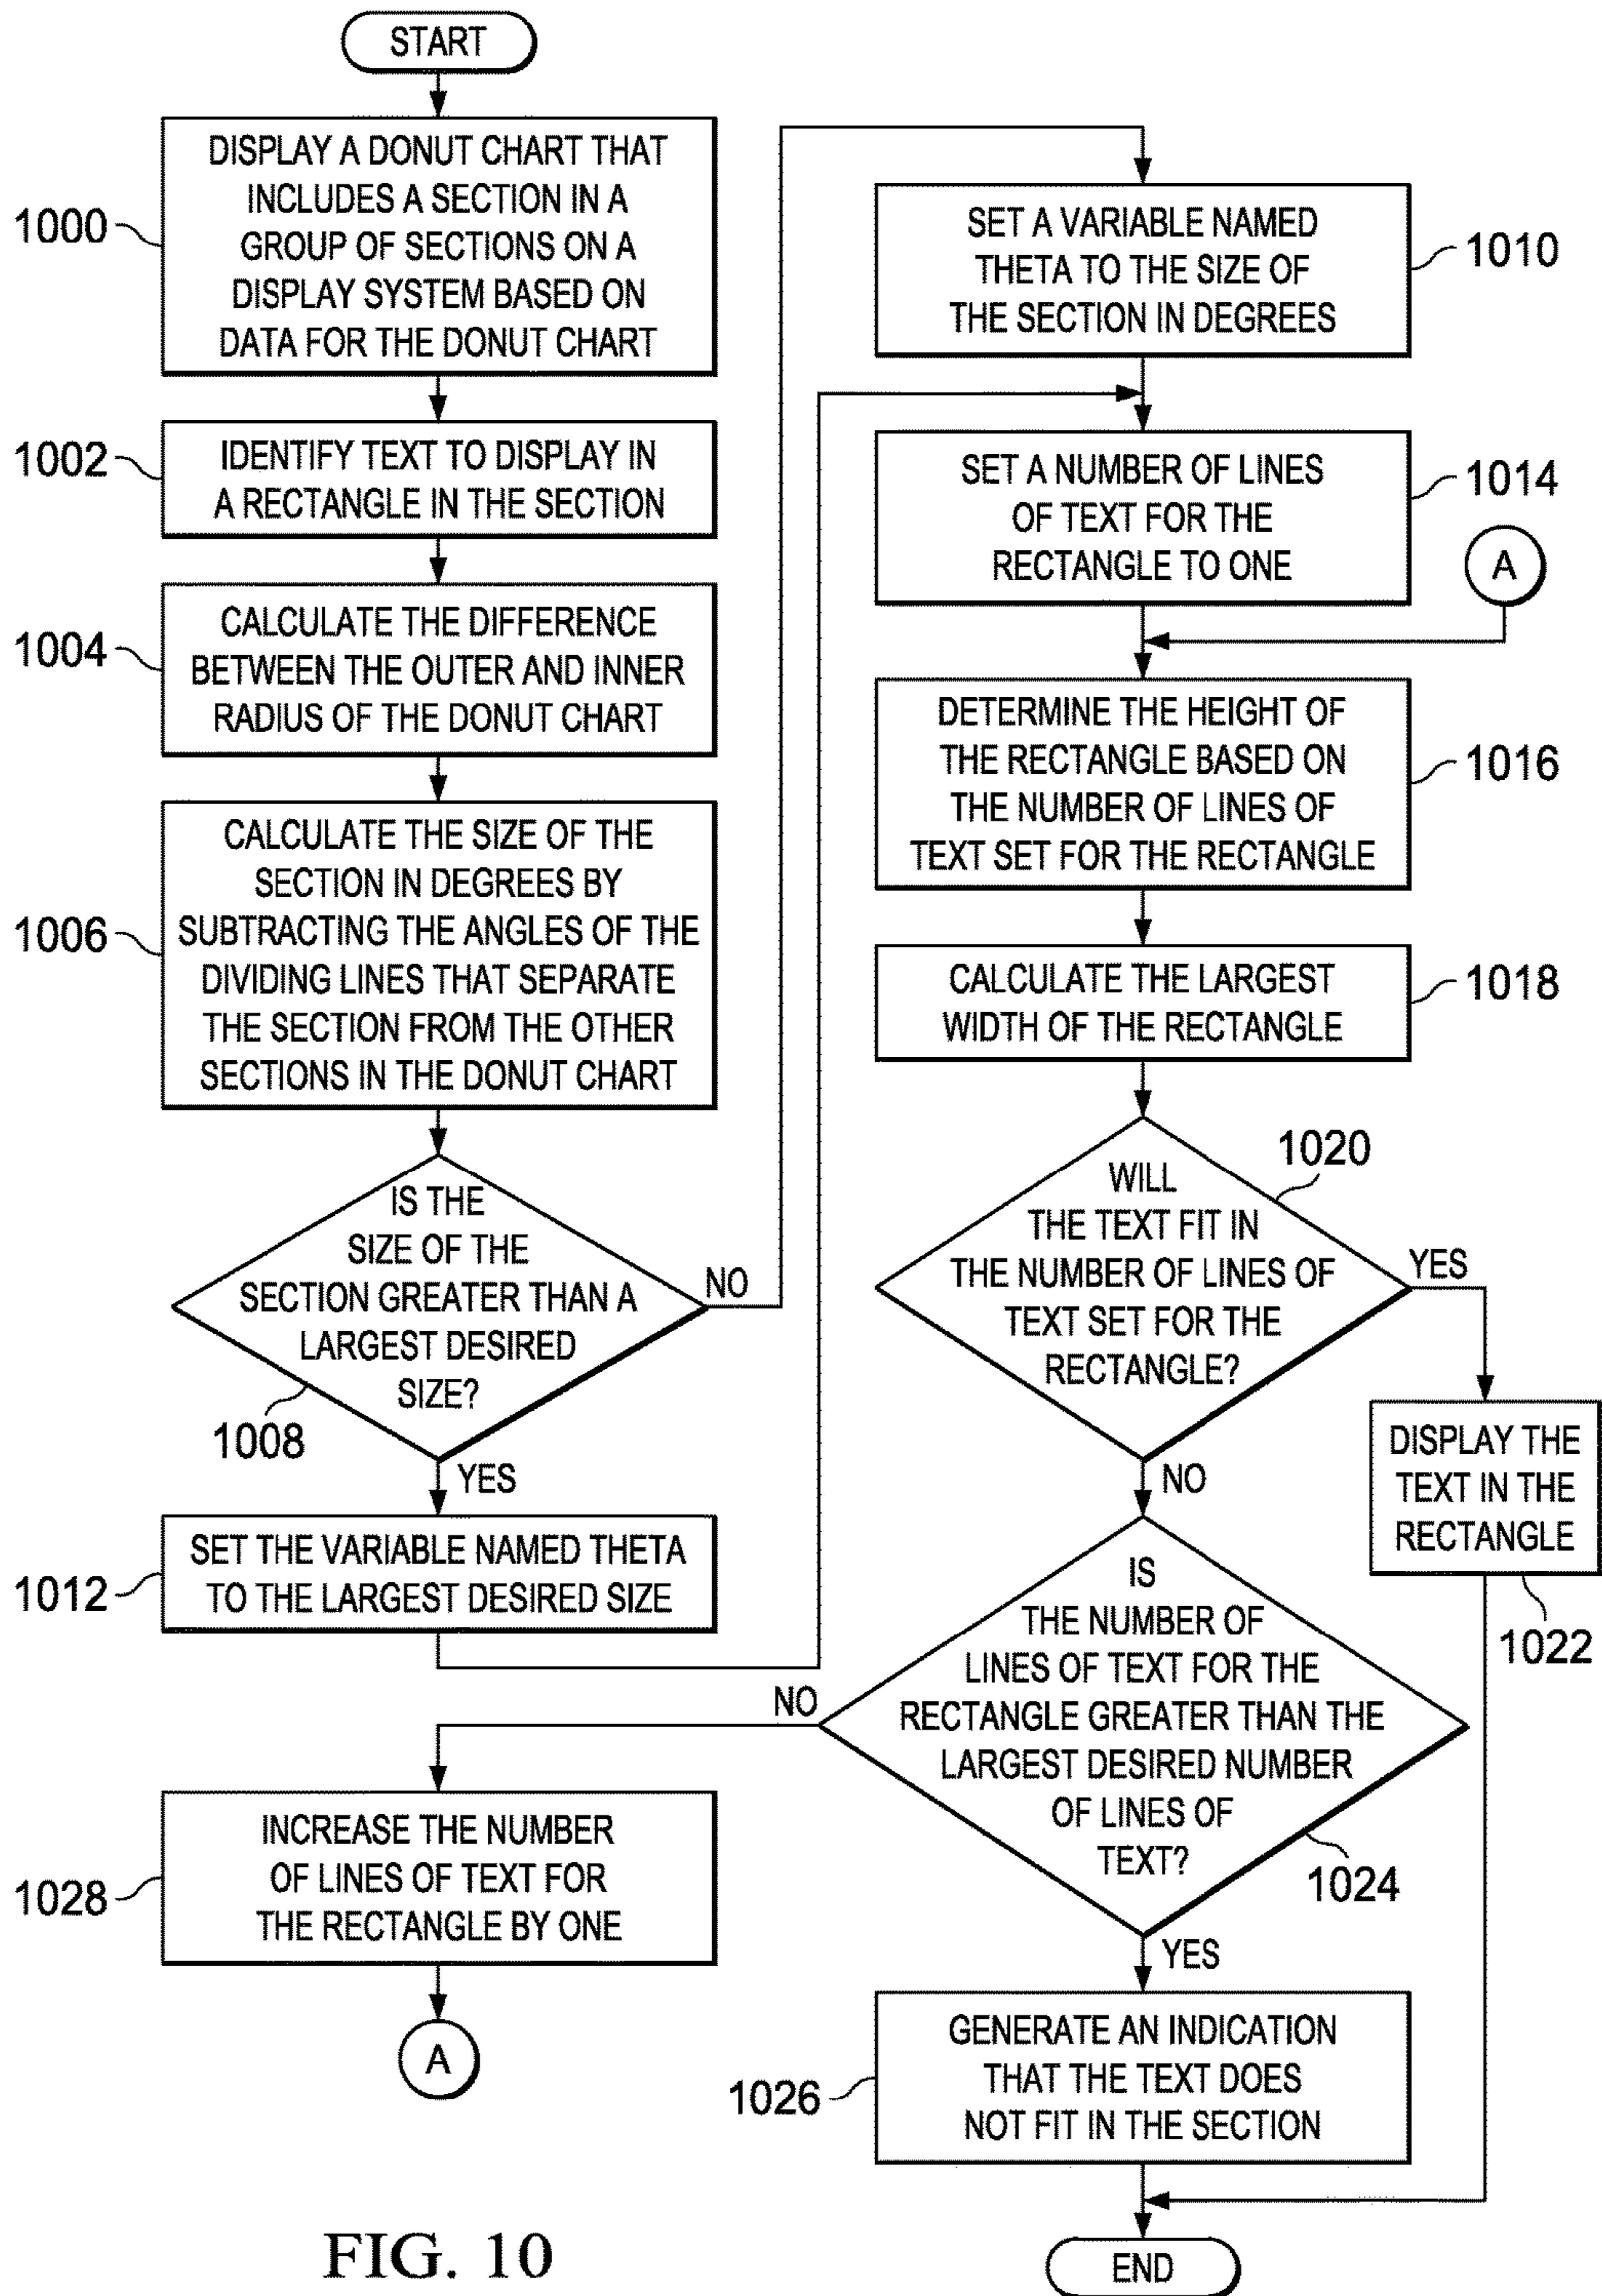 START
1000
DISPLAY A DONUT CHART THAT
INCLUDES A SECTION IN A
GROUP OF SECTIONS ON A
DISPLAY SYSTEM BASED ON
DATA FOR THE DONUT CHART
1002
IDENTIFY TEXT TO DISPLAY IN
A RECTANGLE IN THE SECTION
1004
CALCULATE THE DIFFERENCE
BETWEEN THE OUTER AND INNER
RADIUS OF THE DONUT CHART
1006
CALCULATE THE SIZE OF THE
SECTION IN DEGREES BY
SUBTRACTING THE ANGLES OF THE
DIVIDING LINES THAT SEPARATE
THE SECTION FROM THE OTHER
SECTIONS IN THE DONUT CHART
IS THE
SIZE OF THE
SECTION GREATER THAN A
LARGEST DESIRED
SIZE?
1008
NO
YES
1012
SET THE VARIABLE NAMED THETA
TO THE LARGEST DESIRED SIZE
SET A VARIABLE NAMED
THETA TO THE SIZE OF
THE SECTION IN DEGREES
1010
SET A NUMBER OF LINES
OF TEXT FOR THE
RECTANGLE TO ONE
1014
A
DETERMINE THE HEIGHT OF
THE RECTANGLE BASED ON
THE NUMBER OF LINES OF
TEXT SET FOR THE RECTANGLE
1016
CALCULATE THE LARGEST
WIDTH OF THE RECTANGLE
1018
WILL
THE TEXT FIT IN
THE NUMBER OF LINES OF
TEXT SET FOR THE
RECTANGLE?
1020
YES
NO
DISPLAY THE
TEXT IN THE
RECTANGLE
1022
IS
THE NUMBER OF
LINES OF TEXT FOR THE
RECTANGLE GREATER THAN THE
LARGEST DESIRED NUMBER
OF LINES OF
TEXT?
1024
NO
YES
1028
INCREASE THE NUMBER
OF LINES OF TEXT FOR
THE RECTANGLE BY ONE
A
1026
GENERATE AN INDICATION
THAT THE TEXT DOES
NOT FIT IN THE SECTION
END
FIG. 10